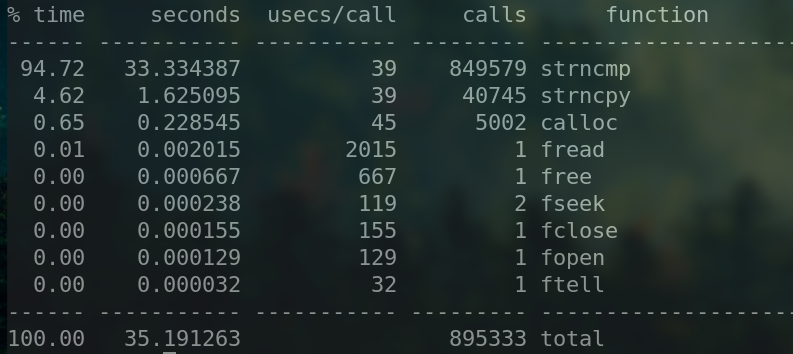 % time     seconds  usecs/call     calls      function
------ ----------- ----------- --------- --------------------
 94.72   33.334387          39    849579 strncmp
  4.62    1.625095          39     40745 strncpy
  0.65    0.228545          45      5002 calloc
  0.01    0.002015        2015         1 fread
  0.00    0.000667         667         1 free
  0.00    0.000238         119         2 fseek
  0.00    0.000155         155         1 fclose
  0.00    0.000129         129         1 fopen
  0.00    0.000032          32         1 ftell
------ ----------- ----------- --------- --------------------
100.00   35.191263                895333 total